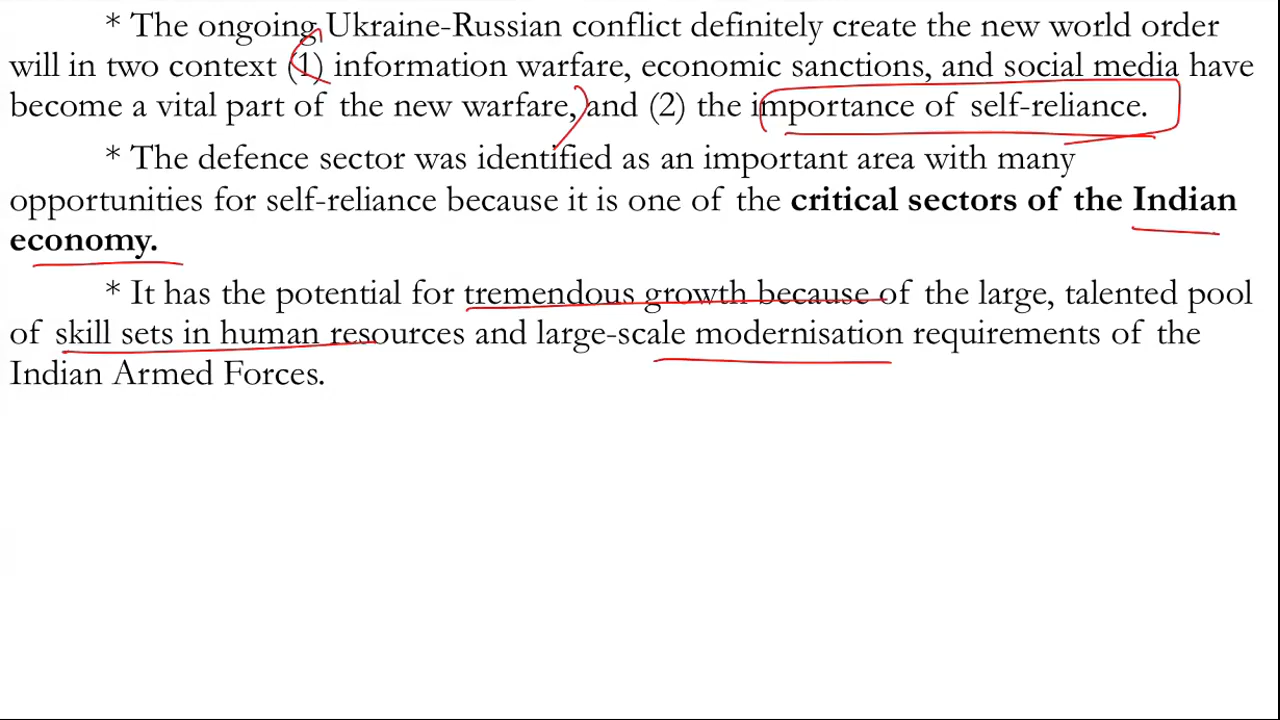 * The ongoing Ukraine-Russian conflict definitely create the new world order
will in two context (1) information warfare, economic sanctions, and social media have
become a vital part of the new warfare, and (2) the importance of self-reliance.
* The defence sector was identified as an important area with many
opportunities for self-reliance because it is one of the critical sectors of the Indian
economy.
* It has the potential for tremendous growth because of the large, talented pool
of skill sets in human resources and large-scale modernisation requirements of the
Indian Armed Forces.